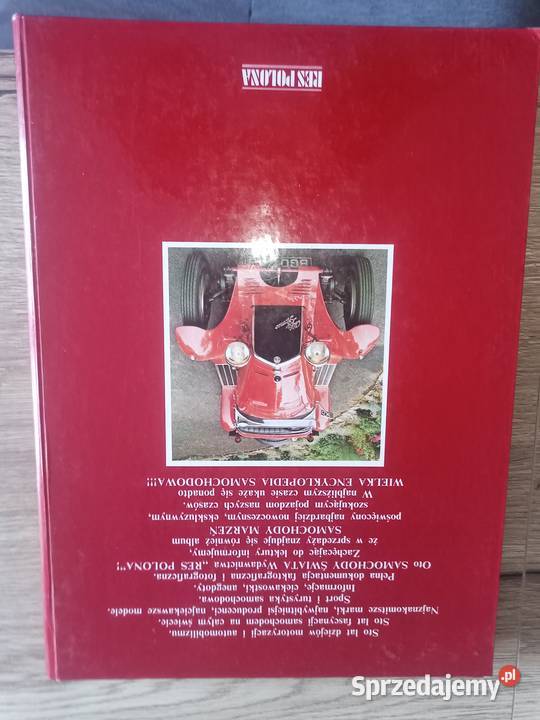 Sto lat dziejów motoryzacji i automobilizmu.
Sto lat fascynacji samochodem na całym świecie.
Najznakomitsze marki, najwybitniejsi producenci, najciekawsze modele.
Sport i turystyka samochodowa.
Informacje, ciekawostki, anegdoty.
Pełna dokumentacja faktograficzna i fotograficzna.
Oto SAMOCHODY ŚWIATA Wydawnictwa „RES POLONA"!
Zachęcając do lektury informujemy,
że w sprzedaży znajduje się również album
SAMOCHODY MARZEŃ
poświęcony najbardziej nowoczesnym, ekskluzywnym,
szokującym pojazdom naszych czasów.
W najbliższym czasie ukaże się ponadto
WIELKA ENCYKLOPEDIA SAMOCHODOWA!!!
RES POLONA
Sprzedajemy.pl